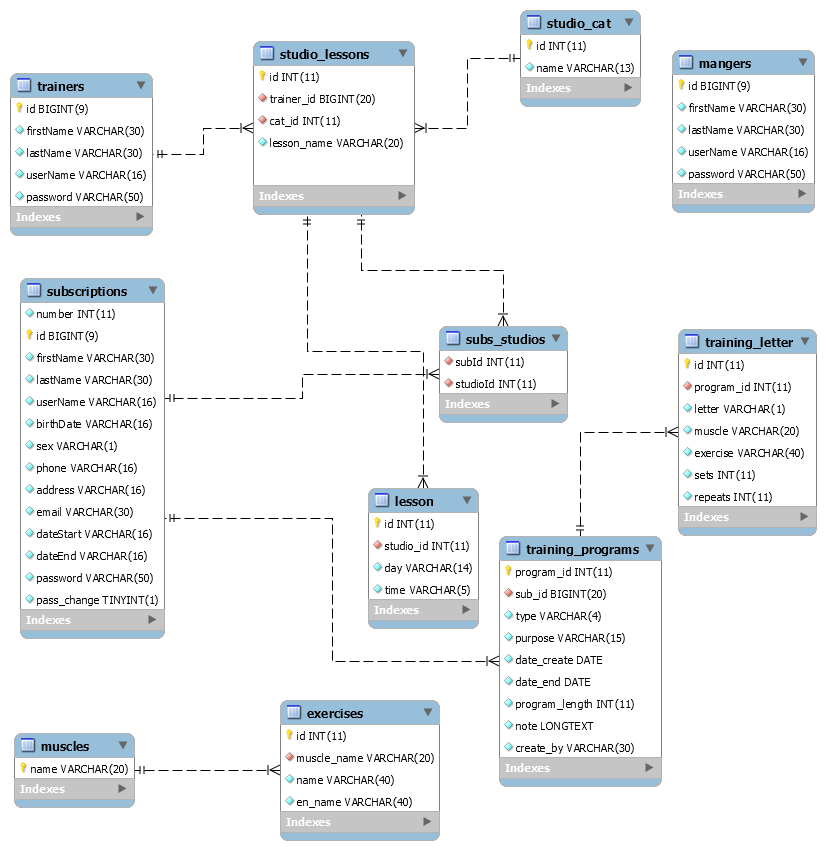 studio_cat
id INT(11)
name VARCHAR(13)
Indexes
studio_lessons
id INT(11)
trainer_id BIGINT(20)
cat_id INT(11)
lesson_name VARCHAR(20)
Indexes
mangers
id BIGINT(9)
firstName VARCHAR(30)
lastName VARCHAR(30)
userName VARCHAR(16)
password VARCHAR(50)
Indexes
trainers
id BIGINT(9)
firstName VARCHAR(30)
lastName VARCHAR(30)
userName VARCHAR(16)
password VARCHAR(50)
Indexes
subscriptions
number INT(11)
id BIGINT(9)
firstName VARCHAR(30)
lastName VARCHAR(30)
userName VARCHAR(16)
birthDate VARCHAR(16)
sex VARCHAR(1)
phone VARCHAR(16)
address VARCHAR(16)
email VARCHAR(30)
dateStart VARCHAR(16)
dateEnd VARCHAR(16)
password VARCHAR(50)
pass_change TINYINT(1)
Indexes
subs_studios
subId INT(11)
studioId INT(11)
Indexes
training_letter
id INT(11)
program_id INT(11)
letter VARCHAR(1)
muscle VARCHAR(20)
exercise VARCHAR(40)
sets INT(11)
repeats INT(11)
Indexes
lesson
id INT(11)
studio_id INT(11)
day VARCHAR(14)
time VARCHAR(5)
Indexes
training_programs
program_id INT(11)
sub_id BIGINT(20)
type VARCHAR(4)
purpose VARCHAR(15)
date_create DATE
date_end DATE
program_length INT(11)
note LONGTEXT
create_by VARCHAR(30)
Indexes
exercises
id INT(11)
muscle_name VARCHAR(20)
name VARCHAR(40)
en_name VARCHAR(40)
Indexes
muscles
name VARCHAR(20)
Indexes